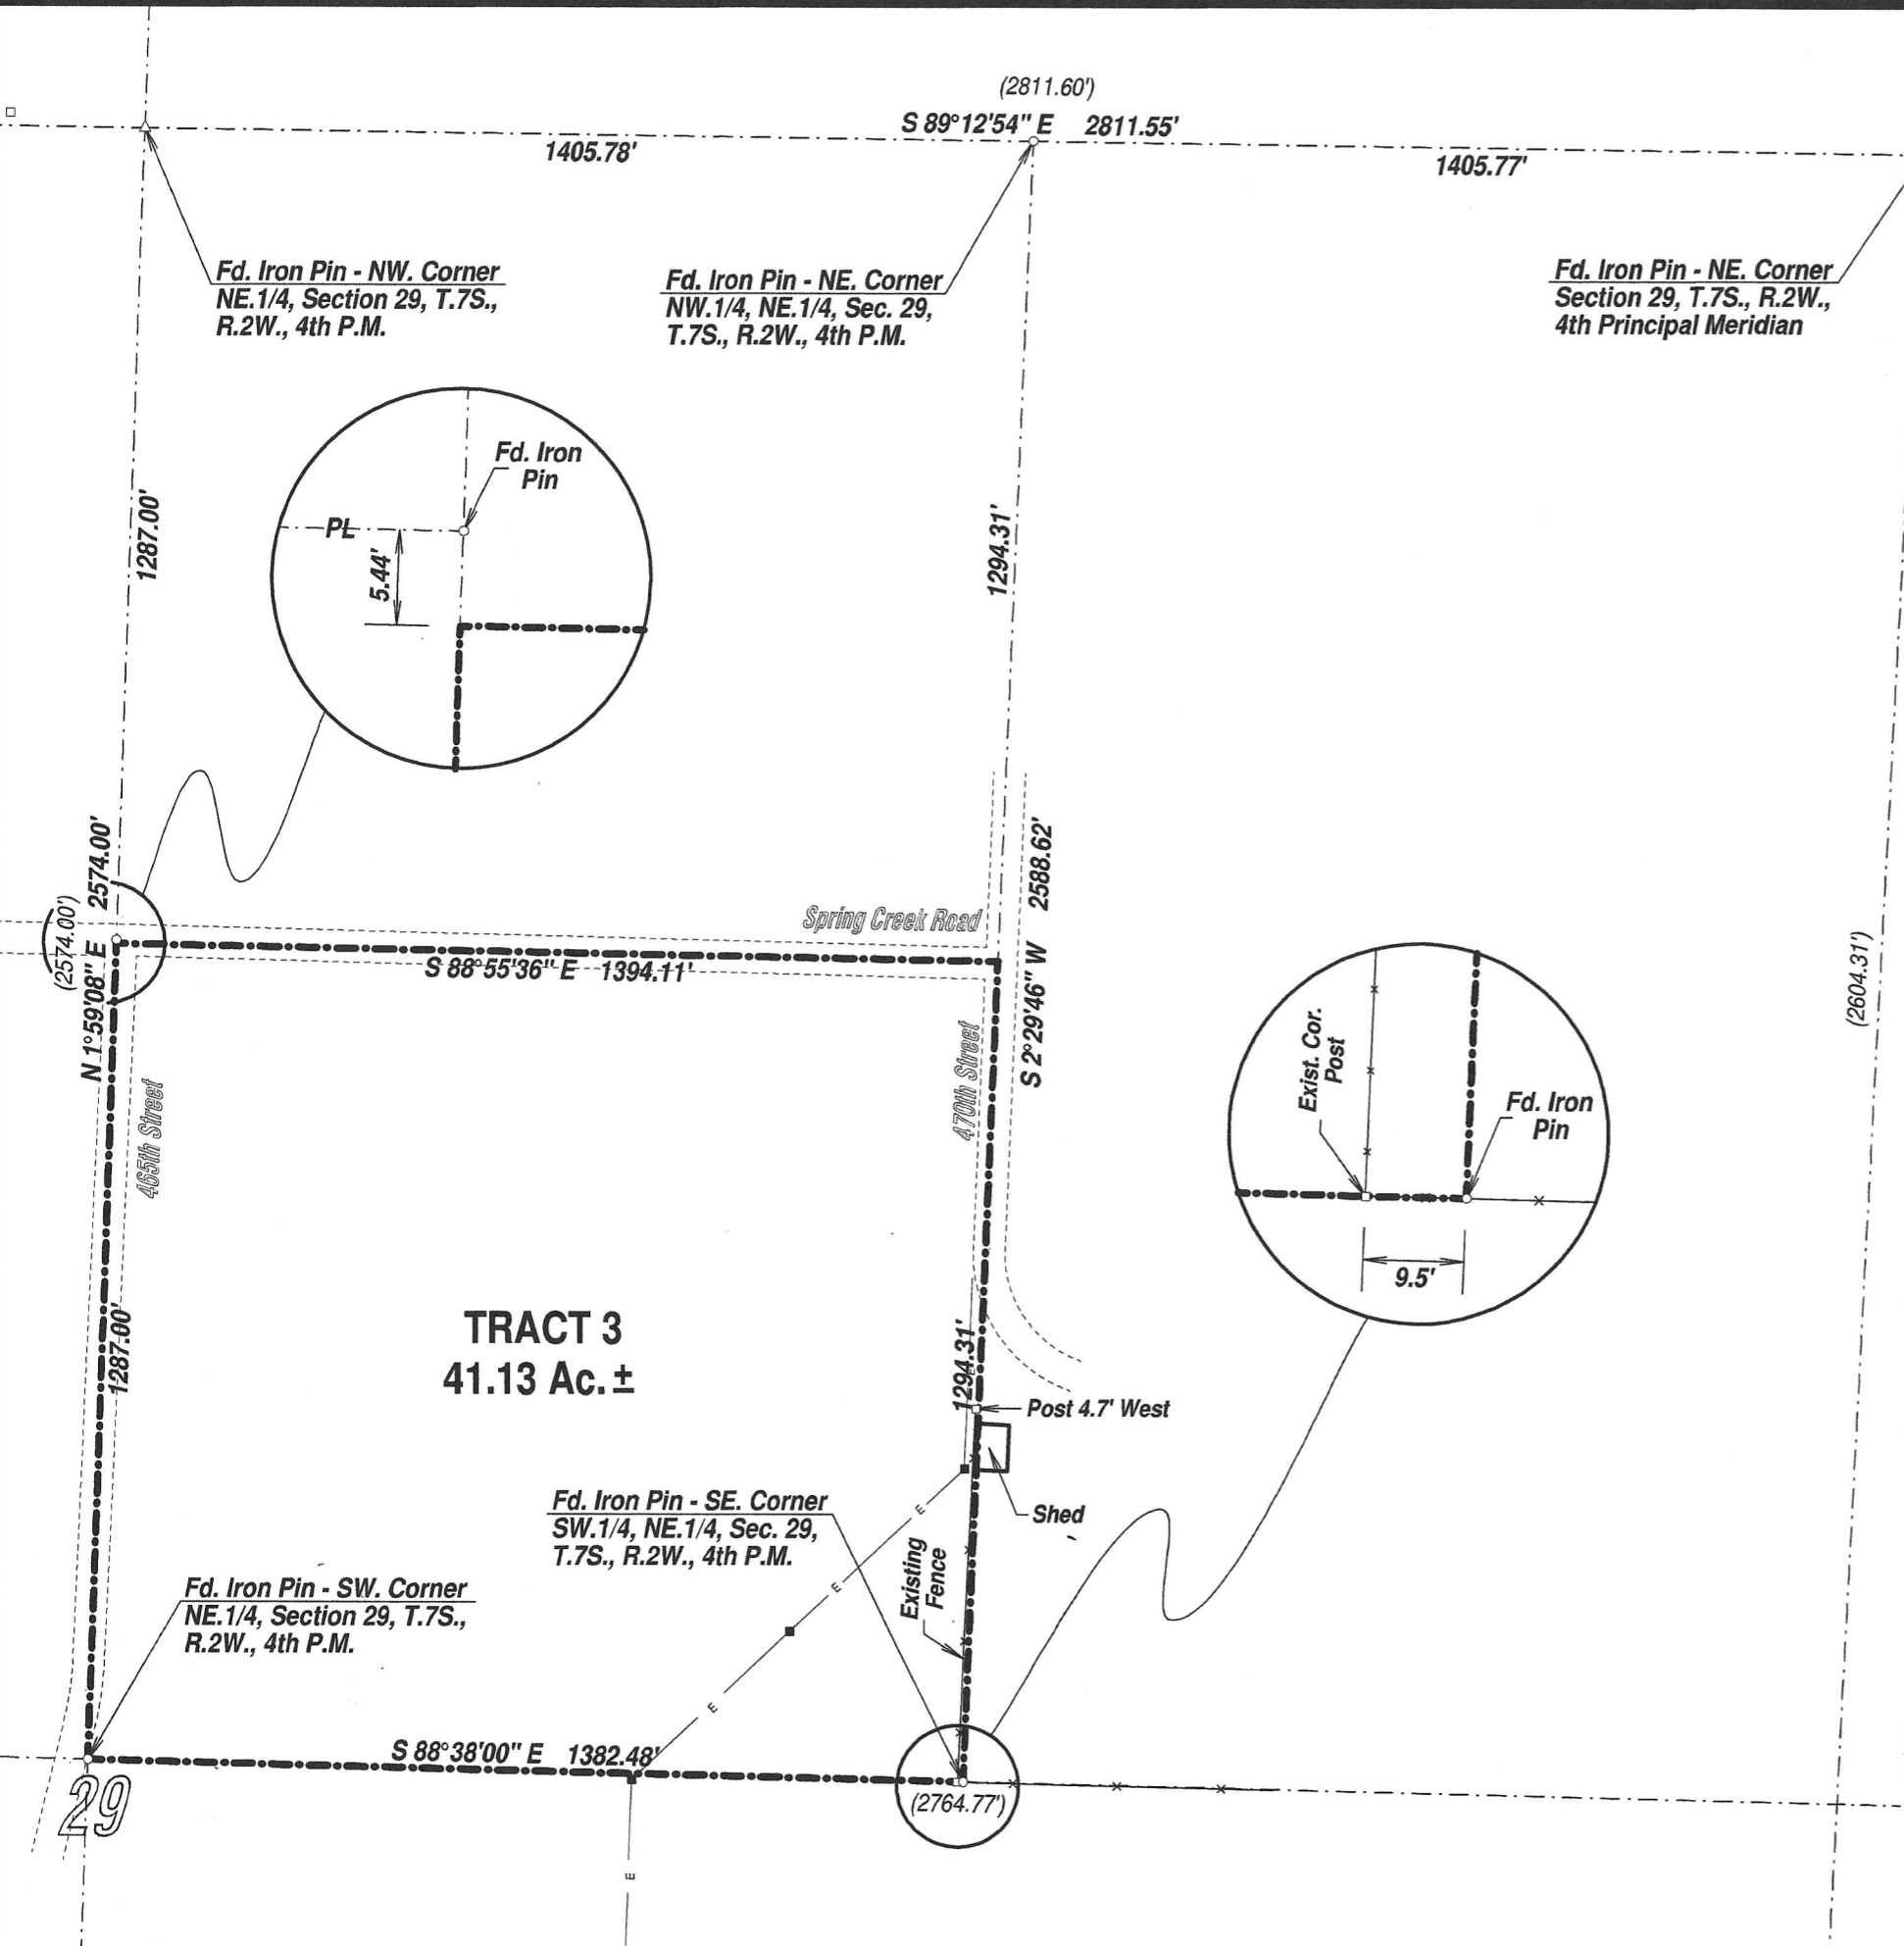 (2811.60')
S 89°12'54" E 2811.55'
1405.78'
1405.77'
Fd. Iron Pin - NW. Corner
NE.1/4, Section 29, T.7S.,
R.2W., 4th P.M.
Fd. Iron Pin - NE. Corner
NW.1/4, NE.1/4, Sec. 29,
T.7S., R.2W., 4th P.M.
Fd. Iron Pin - NE. Corner
Section 29, T.7S., R.2W.,
4th Principal Meridian
Fd. Iron
Pin
PL
5.44'
1287.00'
1294.31'
N 1°59'08" E 2574.00'
(2574.00')
Spring Creek Road
S 88°55'36" E 1394.11'
S 2°29'46" W 2588.62'
(2604.31')
465th Street
470th Street
Exist. Cor.
Post
Fd. Iron
Pin
9.5'
1287.00'
TRACT 3
41.13 Ac. ±
1294.31'
E
Post 4.7' West
Shed
Fd. Iron Pin - SE. Corner
SW.1/4, NE.1/4, Sec. 29,
T.7S., R.2W., 4th P.M.
E
E
Existing
Fence
Fd. Iron Pin - SW. Corner
NE.1/4, Section 29, T.7S.,
R.2W., 4th P.M.
E
S 88°38'00" E 1382.48'
29
(2764.77')
E